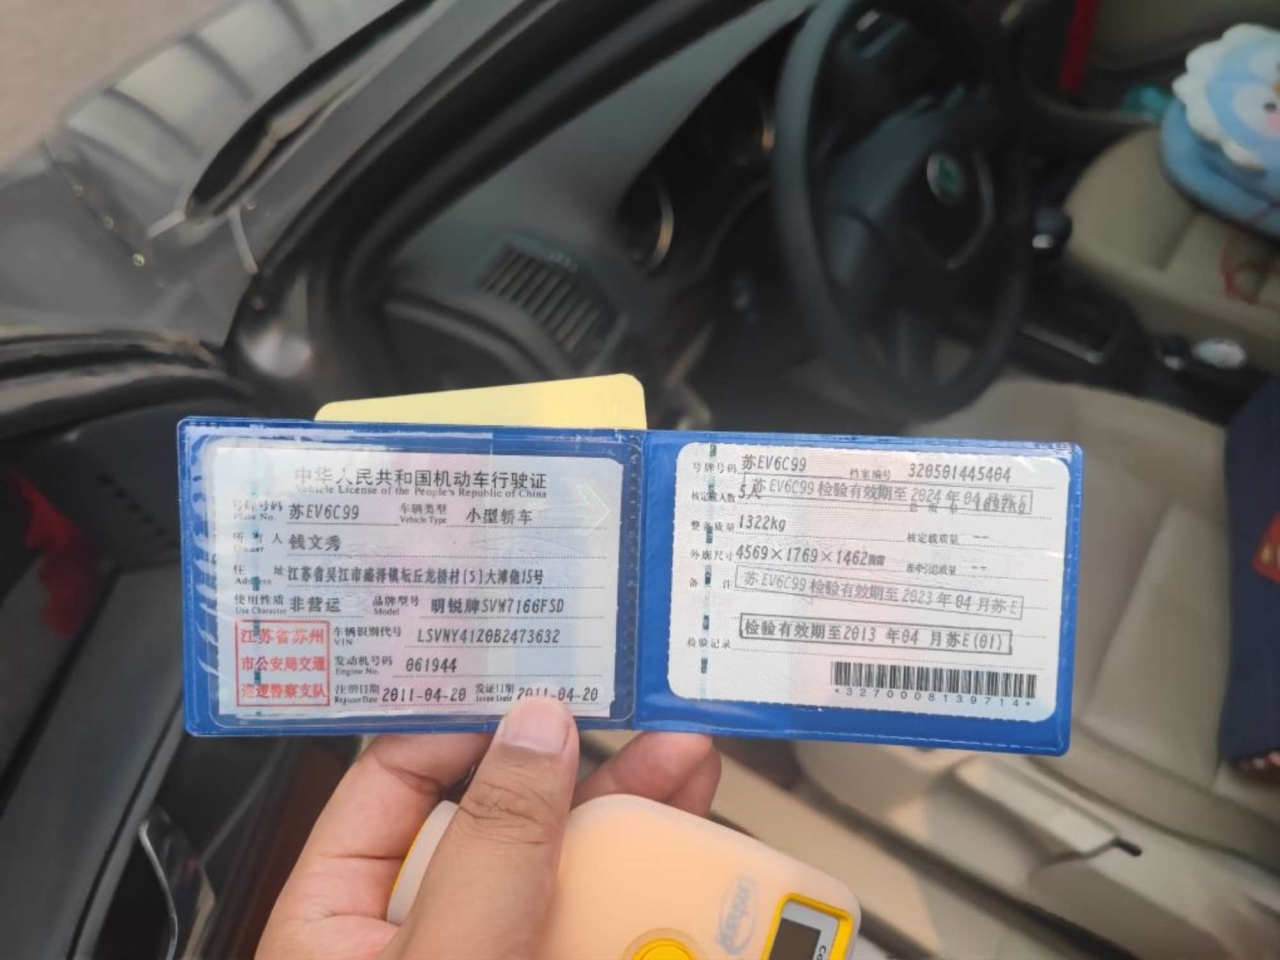 中华人民共和国机动车行驶证
Vehicle License of the People's Republic of China
号牌号码 苏EV6C99 车辆类型 小型轿车
Plate No. Vehicle Type
所有人 钱文秀
Owner
住址 江苏省吴江市盛泽镇坛丘龙桥村(5)大漾佬15号
Address
使用性质 非营运 品牌型号 明锐牌SVW7166FSD
Use Character Model
江苏省苏州
市公安局交通
巡逻警察支队
车辆识别代号 LSVNY41Z0B2473632
VIN
发动机号码 061944
Engine No.
注册日期 2011-04-20 发证日期 2011-04-20
Register Date Issue Date
号牌号码 苏EV6C99 档案编号 320501445404
核定载人数 5人
苏EV6C99检验有效期至2024年04月
整备质量 1322kg 核定载质量 --
外廓尺寸 4569×1769×1462mm 准牵引总质量 --
备注 苏EV6C99检验有效期至2023年04月苏E
检验有效期至2013年04月苏E(01)
检验记录
*3270008139714*